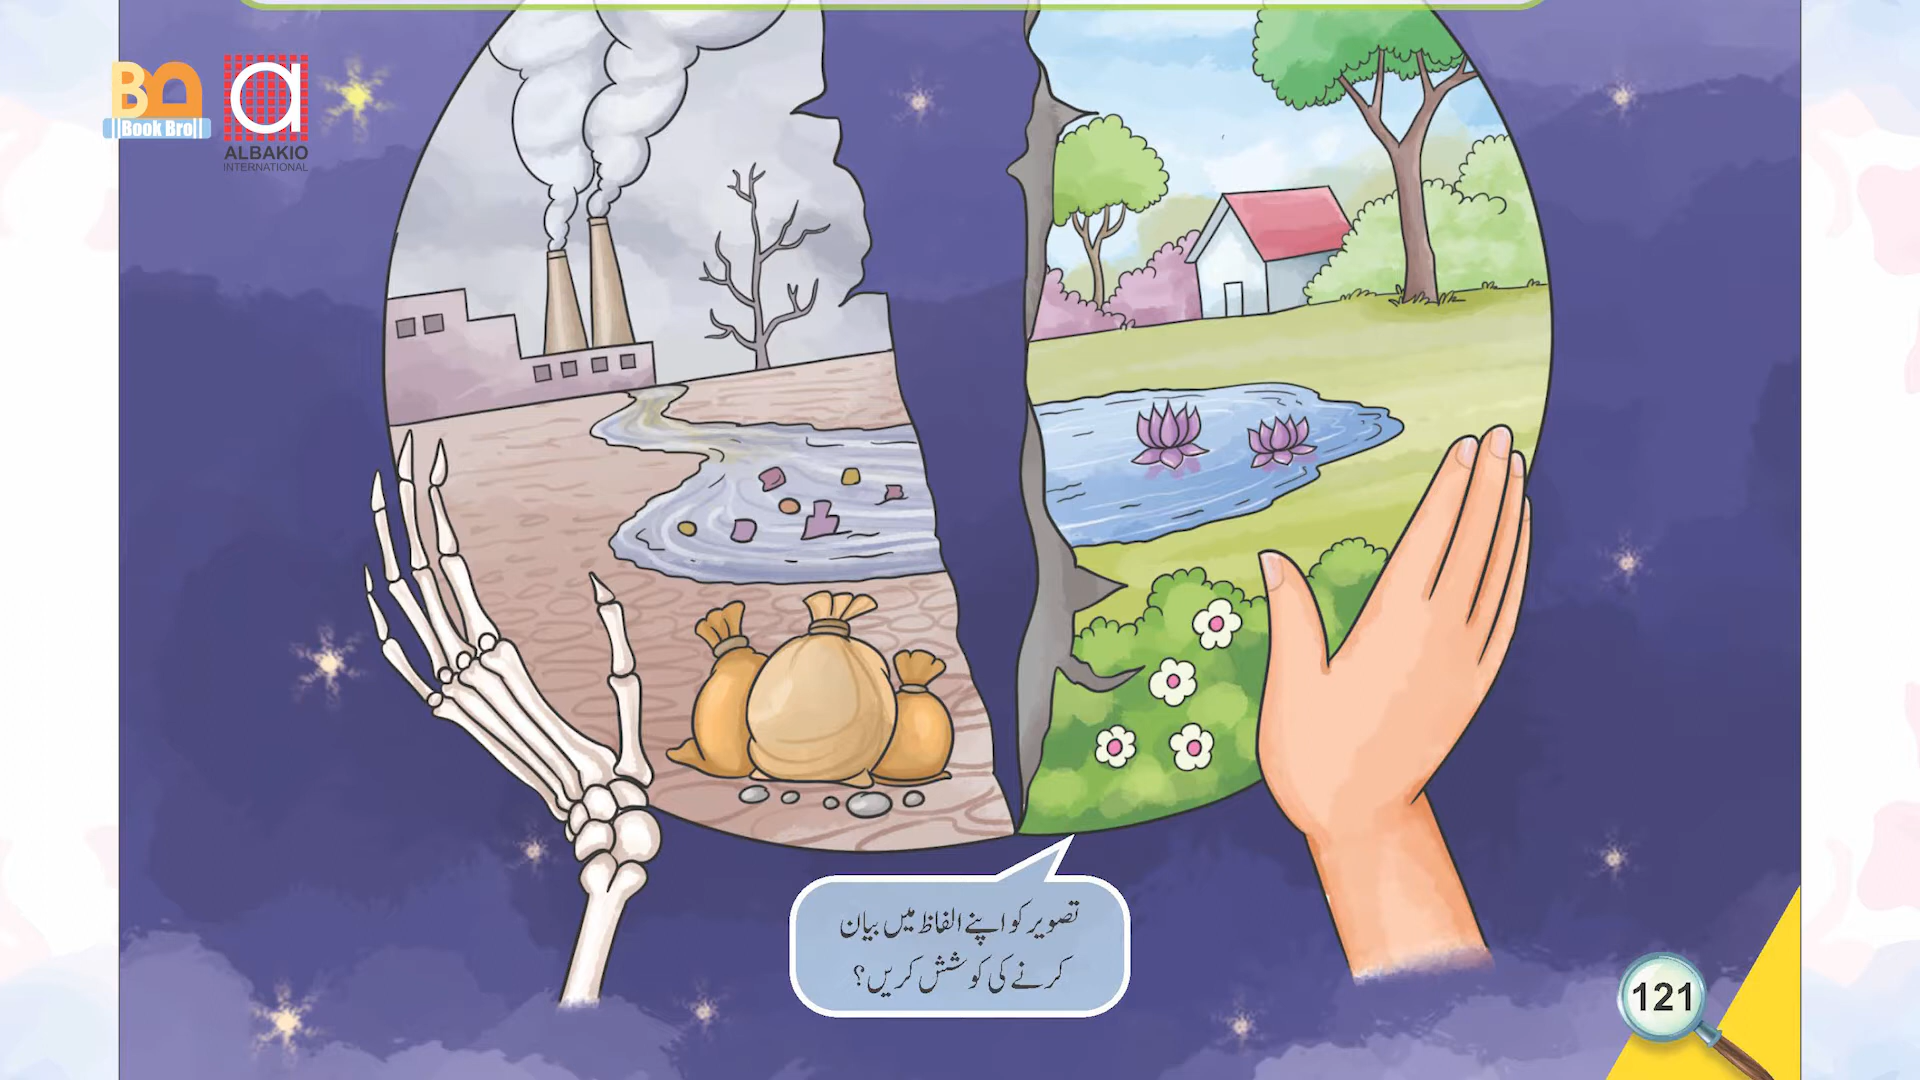 Book Bro
ALBAKIO
INTERNATIONAL
تصویر کو اپنے الفاظ میں بیان
کرنے کی کوشش کریں؟
121